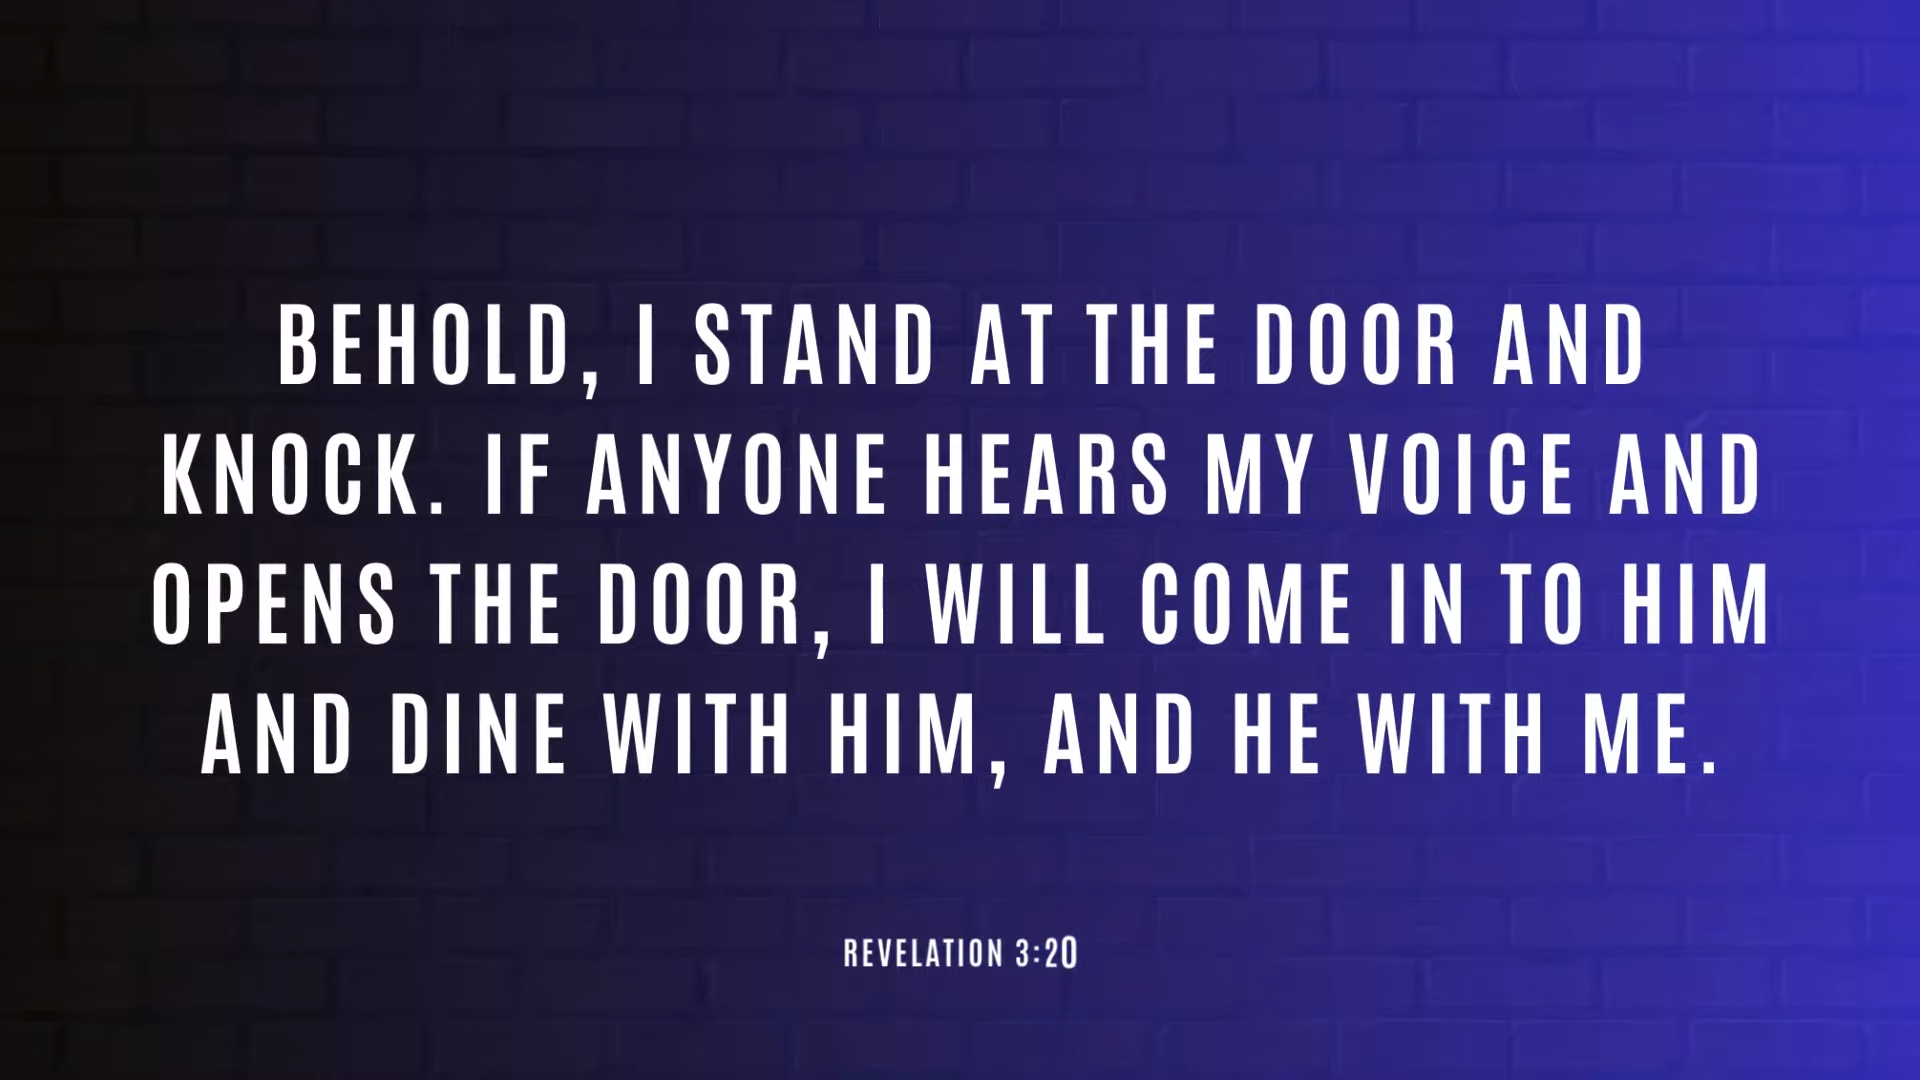 BEHOLD, I STAND AT THE DOOR AND
KNOCK. IF ANYONE HEARS MY VOICE AND
OPENS THE DOOR, I WILL COME IN TO HIM
AND DINE WITH HIM, AND HE WITH ME.
REVELATION 3:20